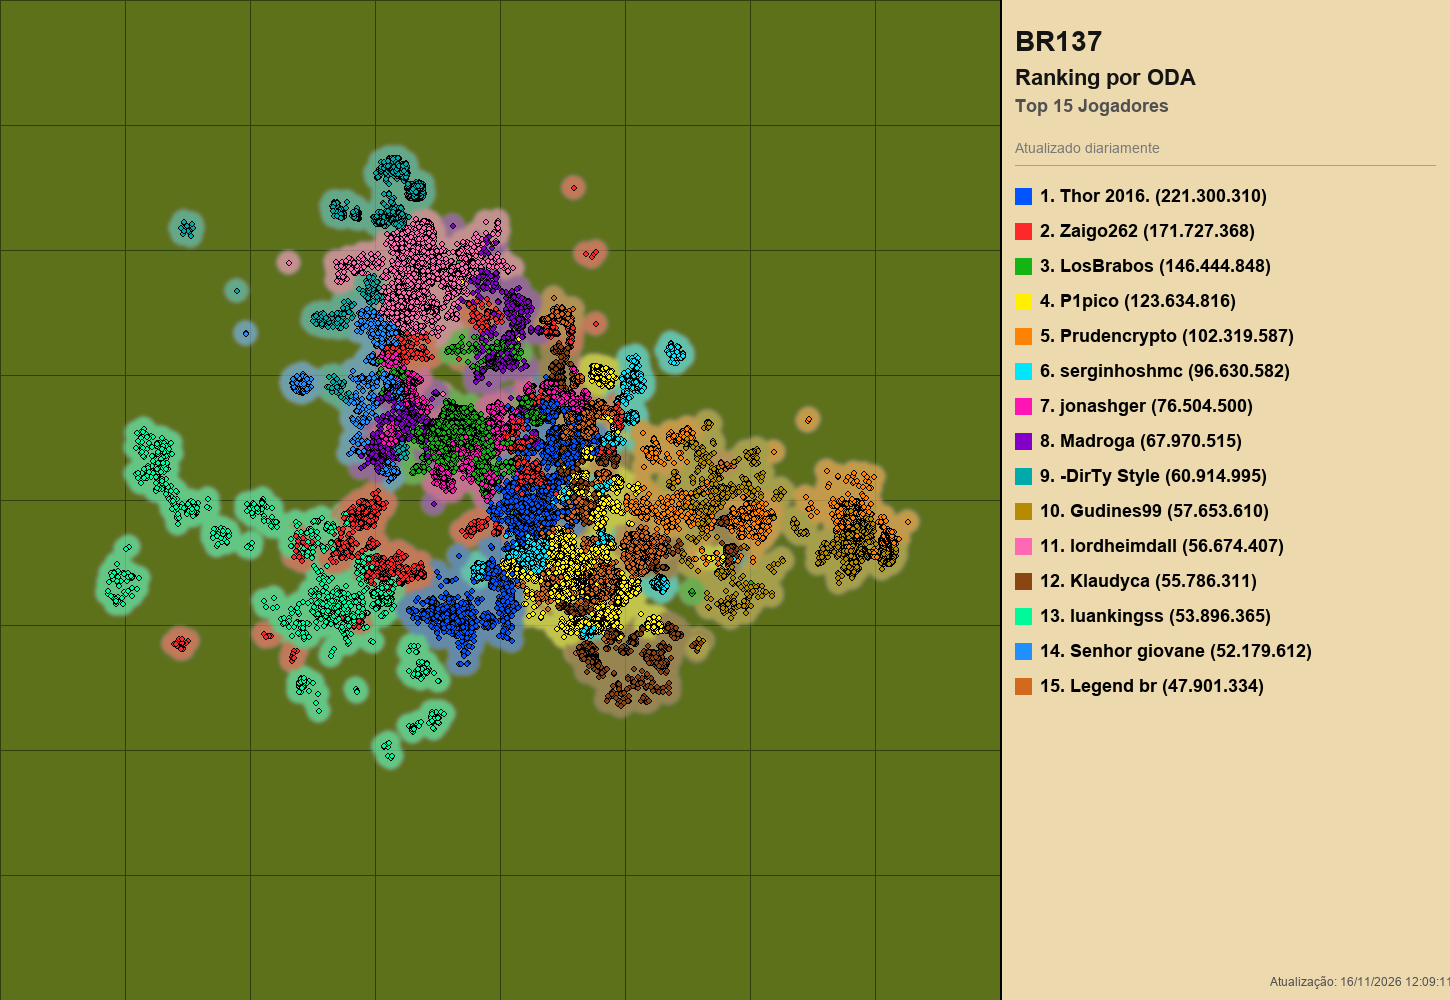 BR137
Ranking por ODA
Top 15 Jogadores
Atualizado diariamente
1. Thor 2016. (221.300.310)
2. Zaigo262 (171.727.368)
3. LosBrabos (146.444.848)
4. P1pico (123.634.816)
5. Prudencrypto (102.319.587)
6. serginhoshmc (96.630.582)
7. jonashger (76.504.500)
8. Madroga (67.970.515)
9. -DirTy Style (60.914.995)
10. Gudines99 (57.653.610)
11. lordheimdall (56.674.407)
12. Klaudyca (55.786.311)
13. luankingss (53.896.365)
14. Senhor giovane (52.179.612)
15. Legend br (47.901.334)
Atualização: 16/11/2026 12:09:11